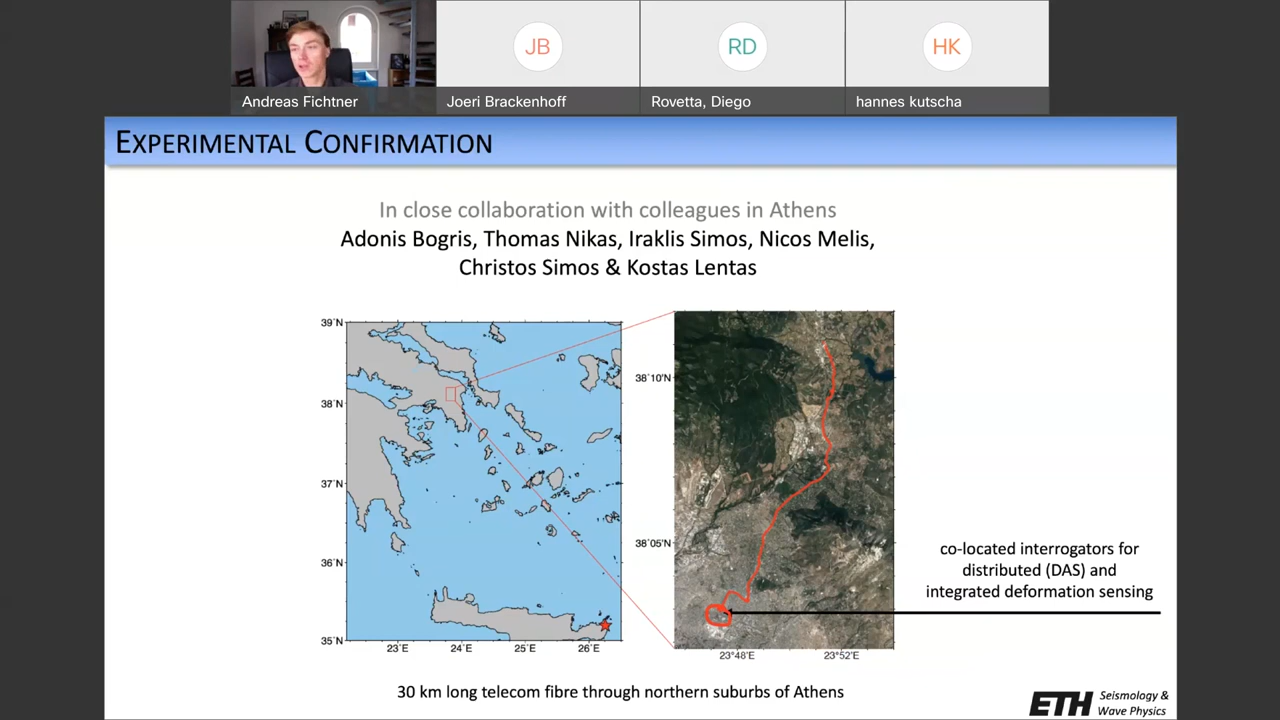 JB
RD
HK
Andreas Fichtner
Joeri Brackenhoff
Rovetta, Diego
hannes kutscha
EXPERIMENTAL CONFIRMATION
In close collaboration with colleagues in Athens
Adonis Bogris, Thomas Nikas, Iraklis Simos, Nicos Melis,
Christos Simos & Kostas Lentas
39°N
38°N
37°N
36°N
35°N
23°E
24°E
25°E
26°E
38°10'N
38°05'N
23°48'E
23°52'E
co-located interrogators for
distributed (DAS) and
integrated deformation sensing
30 km long telecom fibre through northern suburbs of Athens
ETH Seismology &
Wave Physics